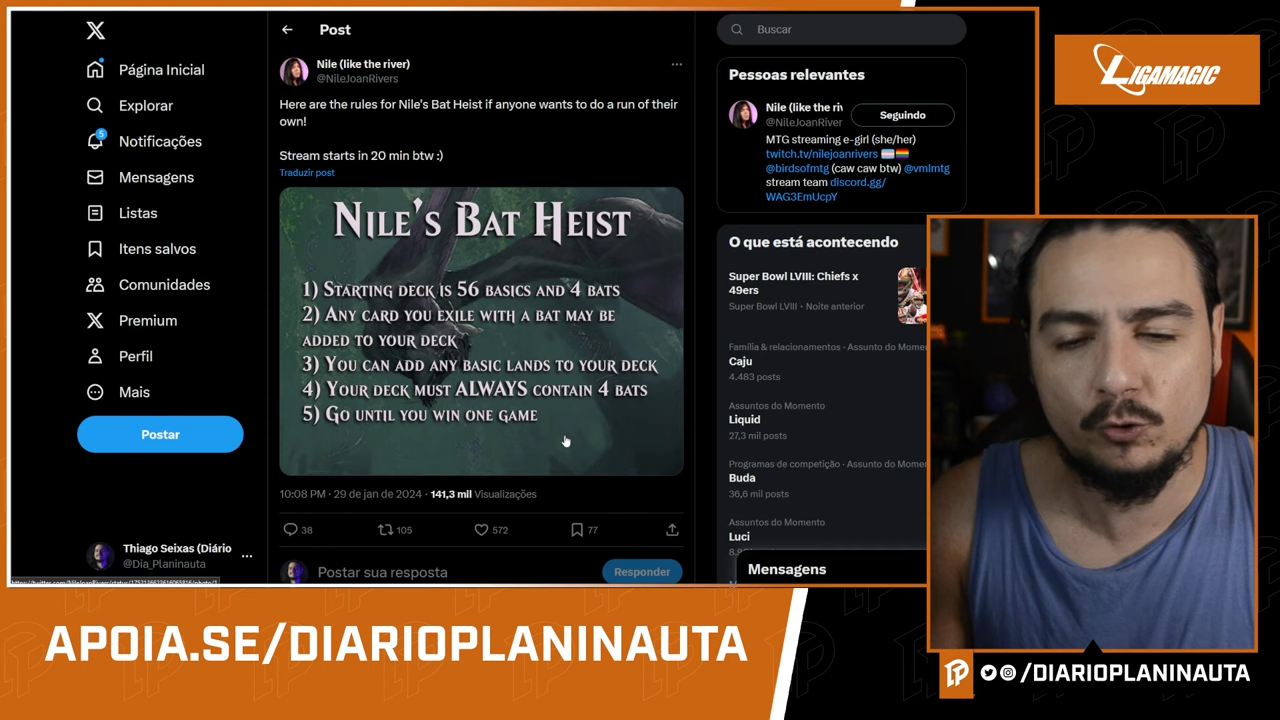 Página Inicial
Explorar
5
Notificações
Mensagens
Listas
Itens salvos
Comunidades
Premium
Perfil
Mais
Postar
Thiago Seixas (Diário
@Dia_Planinauta
Post
Nile (like the river)
@NileJoanRivers
Here are the rules for Nile's Bat Heist if anyone wants to do a run of their
own!
Stream starts in 20 min btw :)
Traduzir post
NILE'S BAT HEIST
1) STARTING DECK IS 56 BASICS AND 4 BATS
2) ANY CARD YOU EXILE WITH A BAT MAY BE
ADDED TO YOUR DECK
3) YOU CAN ADD ANY BASIC LANDS TO YOUR DECK
4) YOUR DECK MUST ALWAYS CONTAIN 4 BATS
5) GO UNTIL YOU WIN ONE GAME
10:08 PM · 29 de jan de 2024 · 141,3 mil Visualizações
38 105 572 77
Postar sua resposta
Responder
Buscar
Pessoas relevantes
Nile (like the riv
@NileJoanRiver
Seguindo
MTG streaming e-girl (she/her)
twitch.tv/nilejoanrivers
@birdsofmtg (caw caw btw) @vmlmtg
stream team discord.gg/
WAG3EmUcpY
O que está acontecendo
Super Bowl LVIII: Chiefs x
49ers
Super Bowl LVIII · Noite anterior
Família & relacionamentos · Assunto do Momen
Caju
4.483 posts
Assuntos do Momento
Liquid
27,3 mil posts
Programas de competição · Assunto do Momen
Buda
36,6 mil posts
Assuntos do Momento
Luci
Mensagens
LIGAMAGIC
APOIA.SE/DIARIOPLANINAUTA
/DIARIOPLANINAUTA